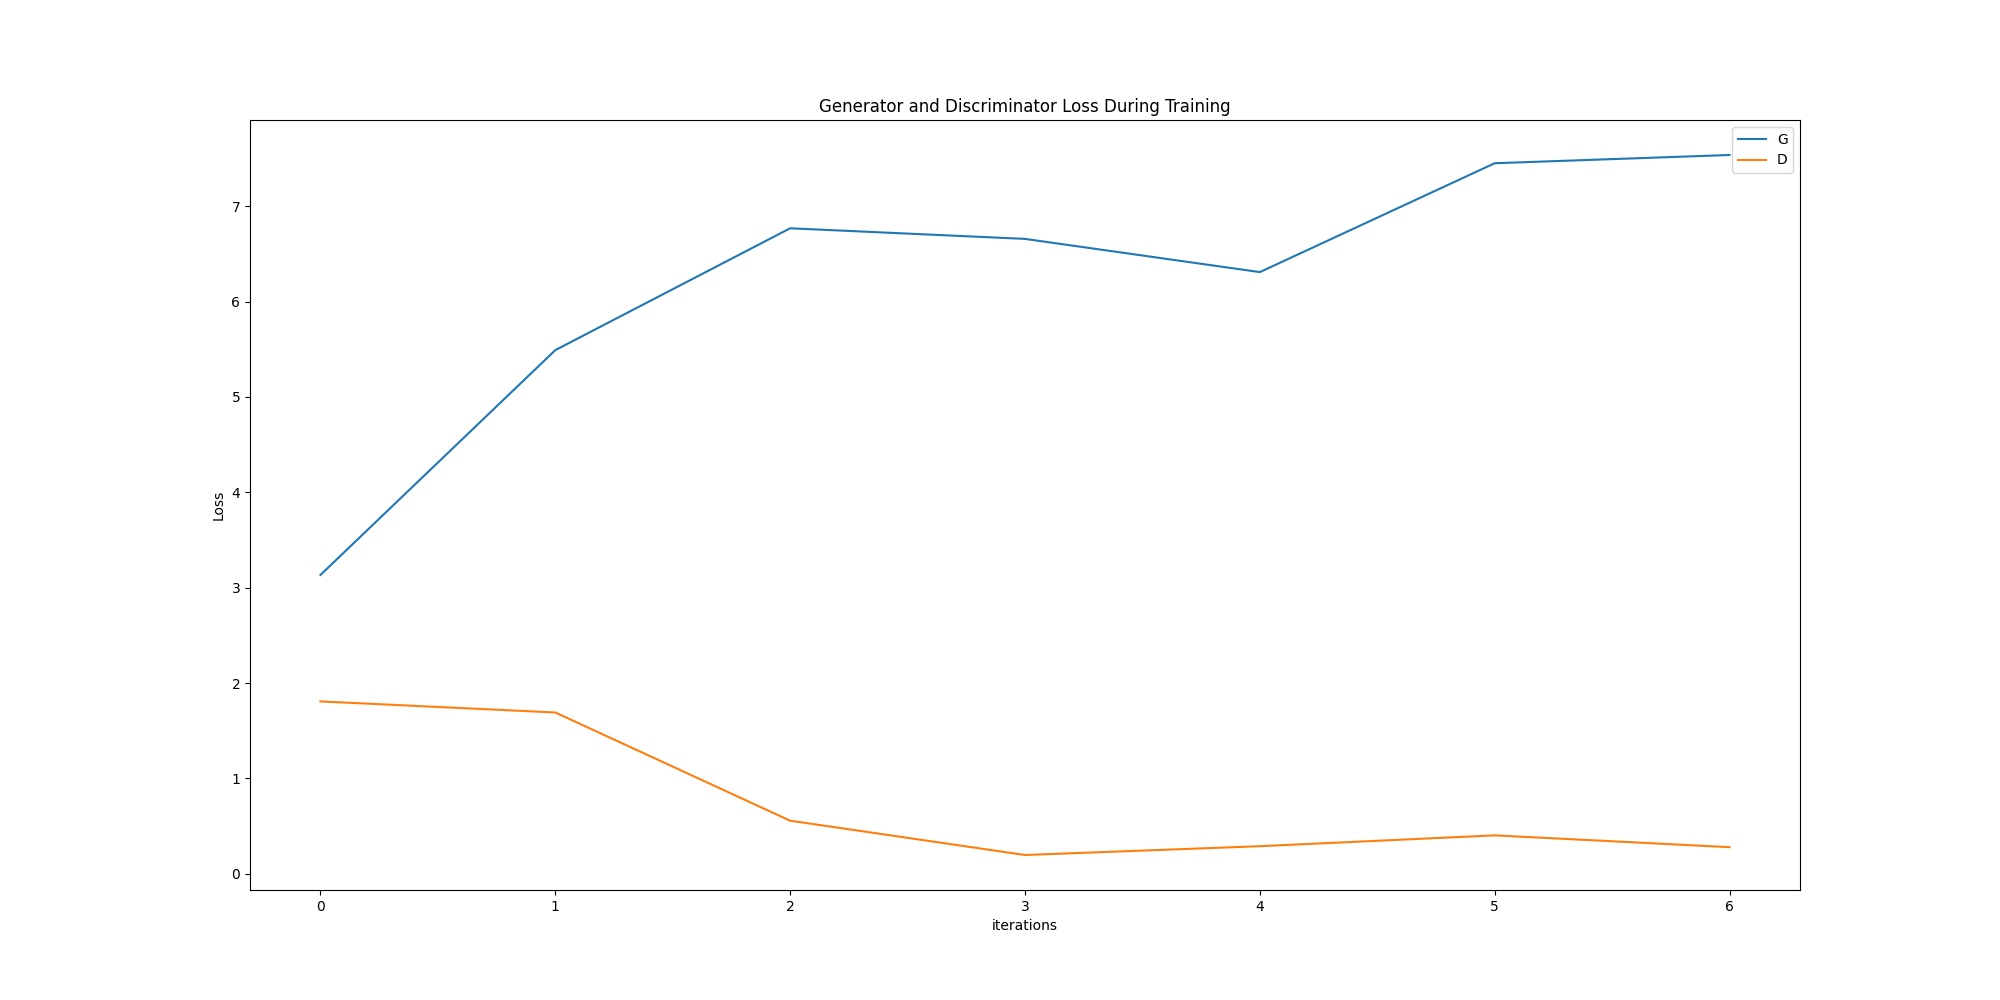 Generator and Discriminator Loss During Training
G
D
7
6
5
4
3
2
1
0
Loss
0 1 2 3 4 5 6
iterations